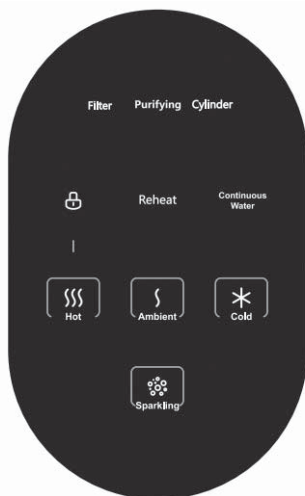 Filter Purifying Cylinder
Reheat
Continuous
Water
Hot Ambient Cold
Sparkling